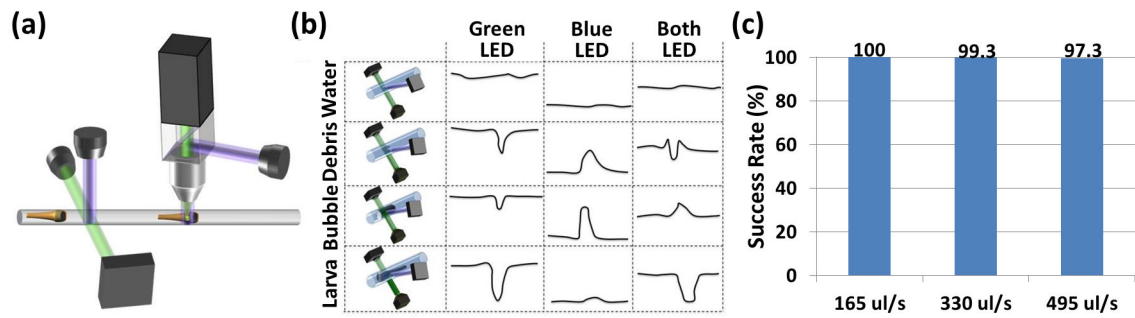 (a)
(b)
Green
LED
Blue
LED
Both
LED
Water
Debris
Bubble
Larva
(c)
Success Rate (%)
100
80
60
40
20
0
100
99.3
97.3
165 ul/s
330 ul/s
495 ul/s